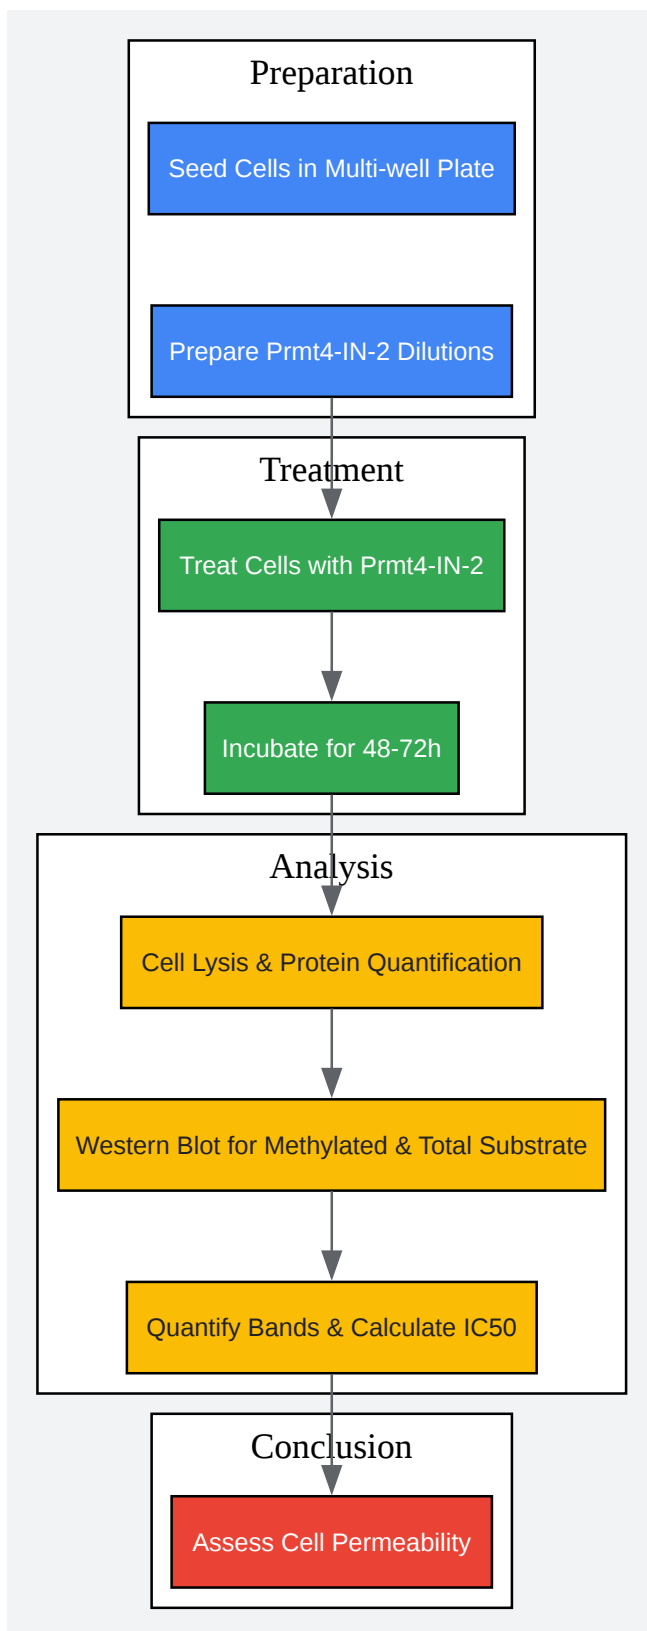 Preparation
Seed Cells in Multi-well Plate
Prepare Prmt4-IN-2 Dilutions
Treatment
Treat Cells with Prmt4-IN-2
Incubate for 48-72h
Analysis
Cell Lysis & Protein Quantification
Western Blot for Methylated & Total Substrate
Quantify Bands & Calculate IC50
Conclusion
Assess Cell Permeability